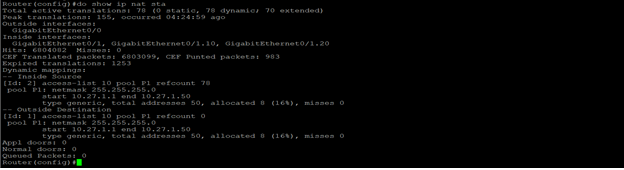 Router(config)#do show ip nat sta
Total active translations: 78 (0 static, 78 dynamic; 70 extended)
Peak translations: 155, occurred 04:24:59 ago
Outside interfaces:
  GigabitEthernet0/0
Inside interfaces:
  GigabitEthernet0/1, GigabitEthernet0/1.10, GigabitEthernet0/1.20
Hits: 6804082  Misses: 0
CEF Translated packets: 6803099, CEF Punted packets: 983
Expired translations: 1253
Dynamic mappings:
-- Inside Source
[Id: 2] access-list 10 pool P1 refcount 78
 pool P1: netmask 255.255.255.0
        start 10.27.1.1 end 10.27.1.50
        type generic, total addresses 50, allocated 8 (16%), misses 0
-- Outside Destination
[Id: 1] access-list 10 pool P1 refcount 0
 pool P1: netmask 255.255.255.0
        start 10.27.1.1 end 10.27.1.50
        type generic, total addresses 50, allocated 8 (16%), misses 0
Appl doors: 0
Normal doors: 0
Queued Packets: 0
Router(config)#